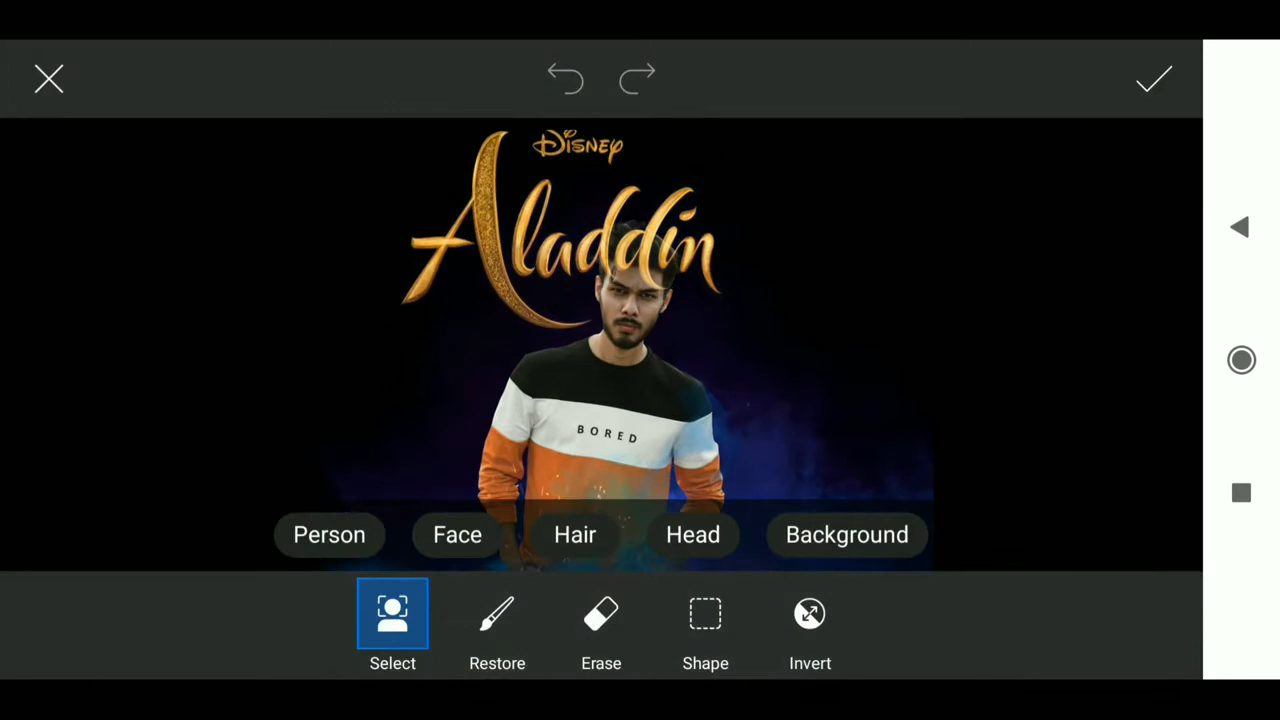 Disney
Aladdin
BORED
Person Face Hair Head Background
Select Restore Erase Shape Invert